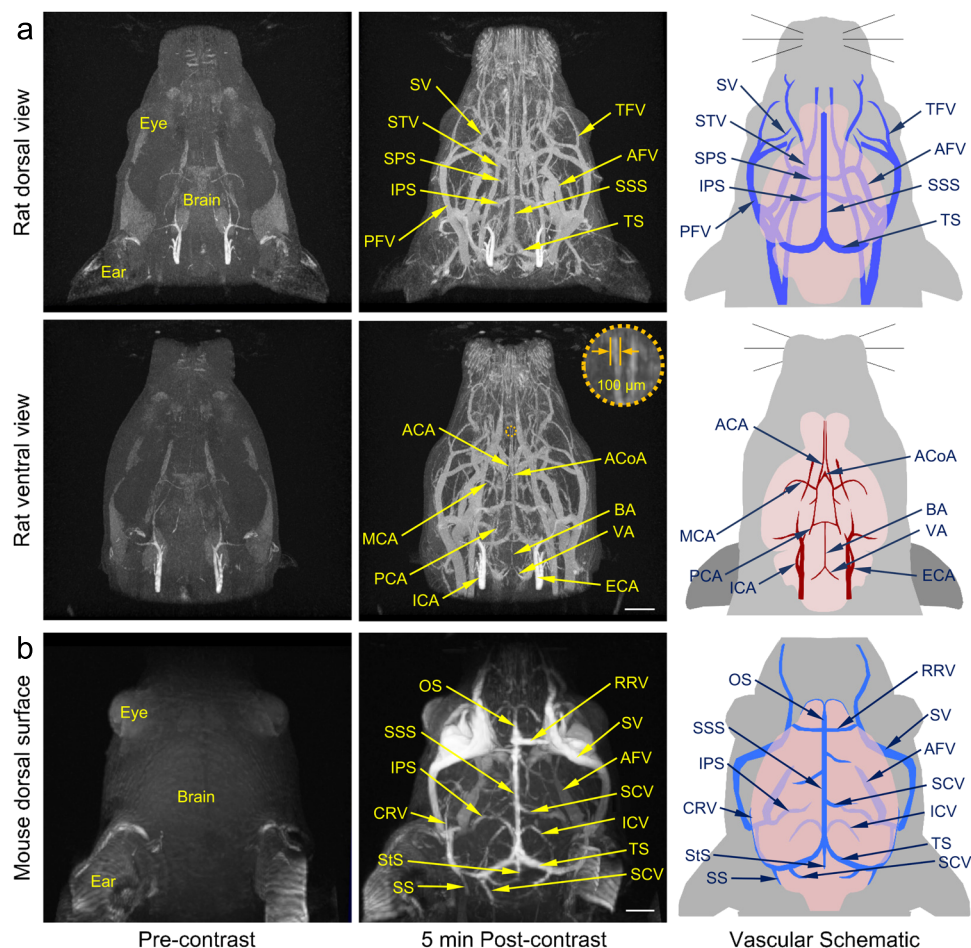 a
Rat dorsal view
Eye
Brain
Ear
SV
STV
SPS
IPS
PFV
TFV
AFV
SSS
TS
SV
STV
SPS
IPS
PFV
TFV
AFV
SSS
TS
Rat ventral view
100 µm
ACA
MCA
PCA
ICA
ACoA
BA
VA
ECA
ACA
MCA
PCA
ICA
ACoA
BA
VA
ECA
b
Mouse dorsal surface
Eye
Brain
Ear
OS
SSS
IPS
CRV
StS
SS
RRV
SV
AFV
SCV
ICV
TS
SCV
OS
SSS
IPS
CRV
StS
SS
RRV
SV
AFV
SCV
ICV
TS
SCV
Pre-contrast
5 min Post-contrast
Vascular Schematic